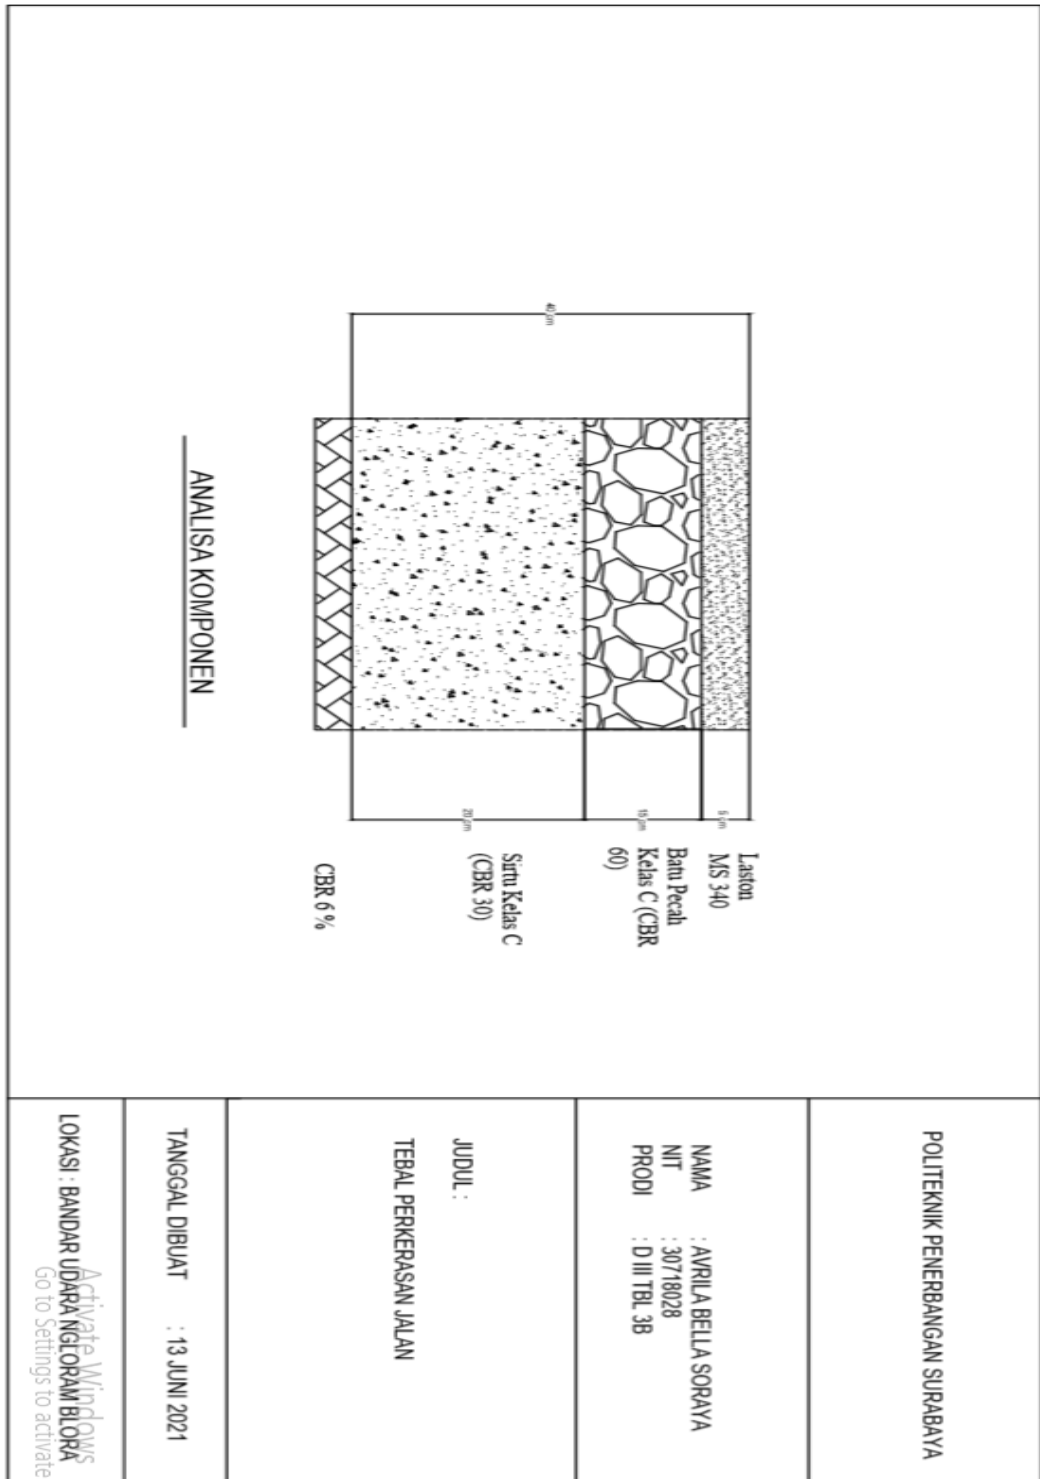 40 cm
5 cm
15 cm
20 cm
Laston
MS 340
Batu Pecah
Kelas C (CBR
60)
Sirtu Kelas C
(CBR 30)
CBR 6 %
ANALISA KOMPONEN
POLITEKNIK PENERBANGAN SURABAYA
NAMA : AVRILA BELLA SORAYA
NIT : 30718028
PRODI : D III TBL 3B
JUDUL :
TEBAL PERKERASAN JALAN
TANGGAL DIBUAT : 13 JUNI 2021
LOKASI : BANDAR UDARA NGLORAM BLORA
Activate Windows
Go to Settings to activate